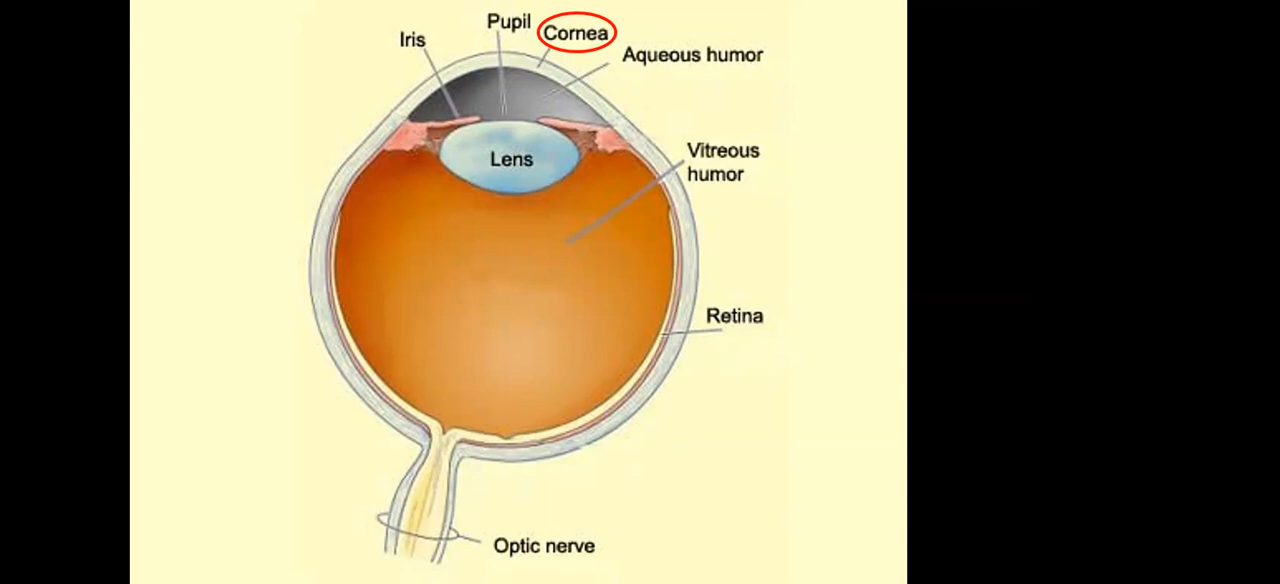 Pupil
Cornea
Iris
Aqueous humor
Lens
Vitreous
humor
Retina
Optic nerve